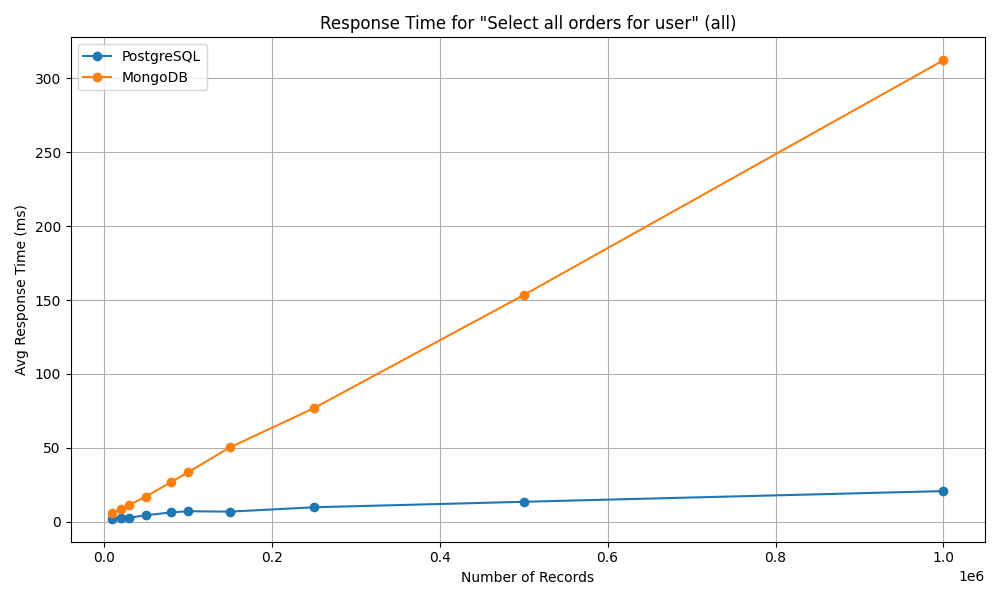 Response Time for "Select all orders for user" (all)
PostgreSQL
MongoDB
Avg Response Time (ms)
300
250
200
150
100
50
0
0.0 0.2 0.4 0.6 0.8 1.0
1e6
Number of Records